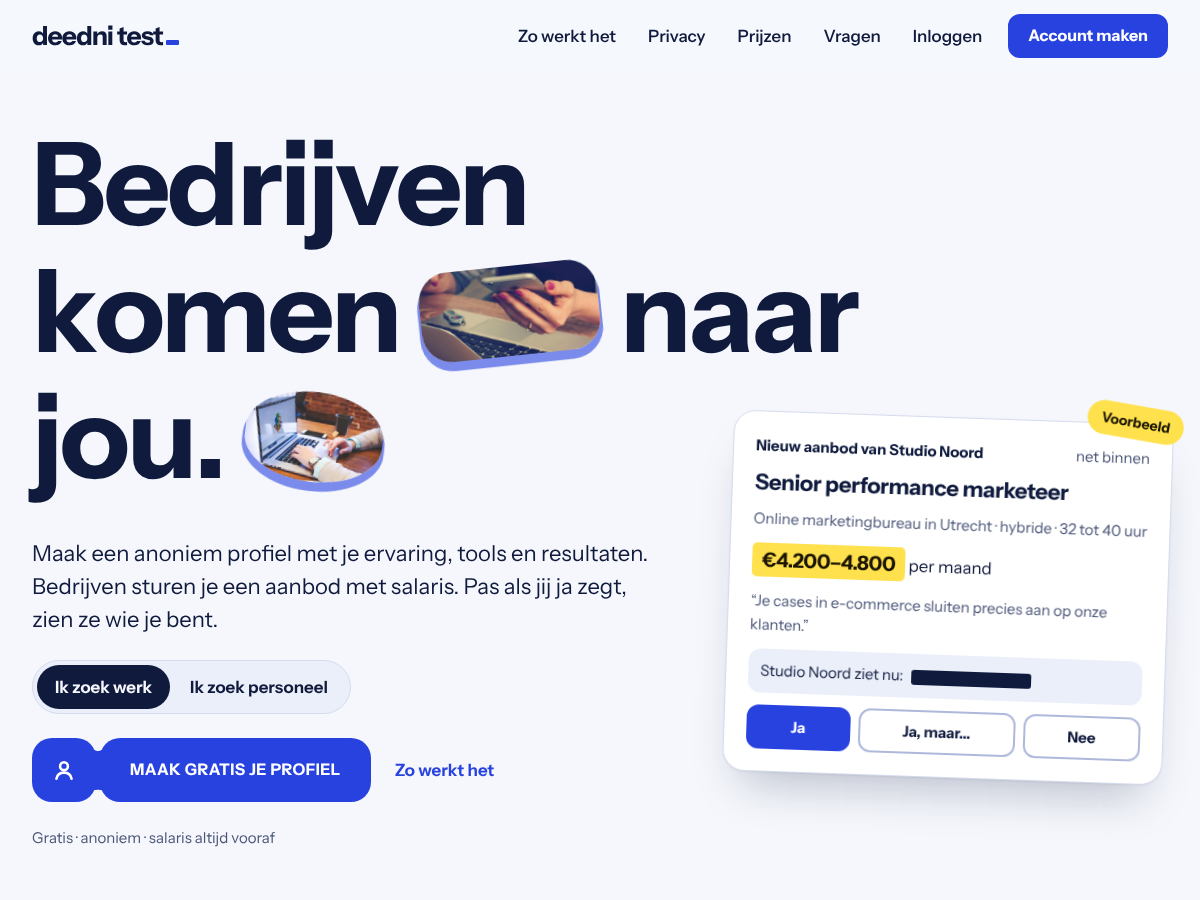 deedni test
Zo werkt het
Privacy
Prijzen
Vragen
Inloggen
Account maken
Bedrijven
komen naar
jou.
Maak een anoniem profiel met je ervaring, tools en resultaten.
Bedrijven sturen je een aanbod met salaris. Pas als jij ja zegt,
zien ze wie je bent.
Ik zoek werk
Ik zoek personeel
MAAK GRATIS JE PROFIEL
Zo werkt het
Gratis · anoniem · salaris altijd vooraf
Voorbeeld
Nieuw aanbod van Studio Noord
net binnen
Senior performance marketeer
Online marketingbureau in Utrecht · hybride · 32 tot 40 uur
€4.200–4.800 per maand
“Je cases in e-commerce sluiten precies aan op onze
klanten.”
Studio Noord ziet nu:
Ja
Ja, maar...
Nee